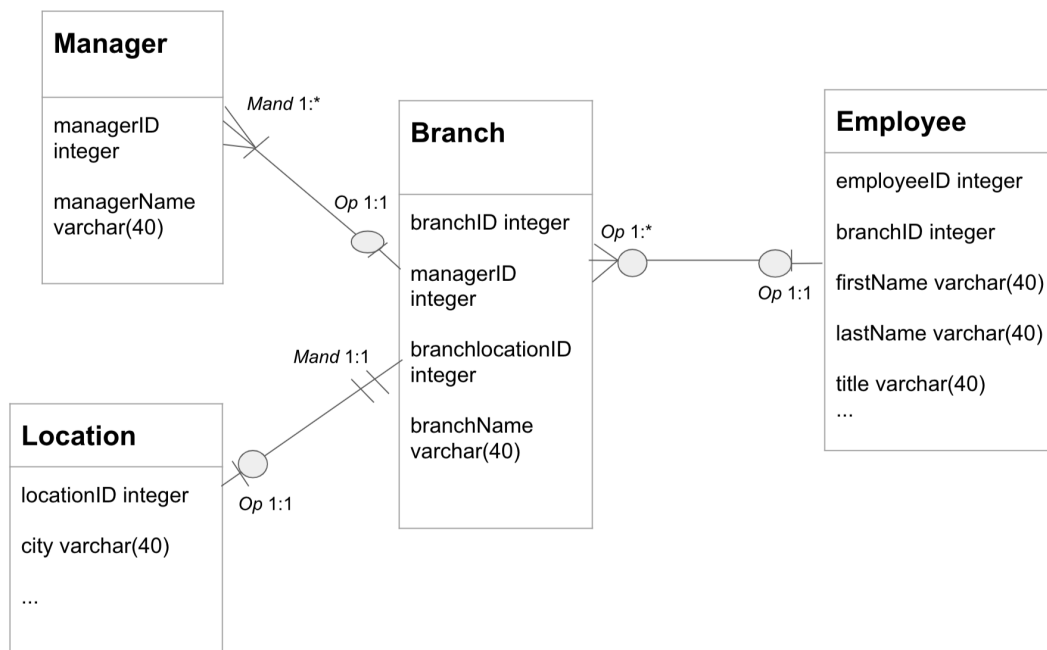 Manager
managerID
integer
managerName
varchar(40)
Mand 1:*
Op 1:1
Branch
branchID integer
managerID
integer
branchlocationID
integer
branchName
varchar(40)
Op 1:*
Op 1:1
Employee
employeeID integer
branchID integer
firstName varchar(40)
lastName varchar(40)
title varchar(40)
...
Mand 1:1
Op 1:1
Location
locationID integer
city varchar(40)
...